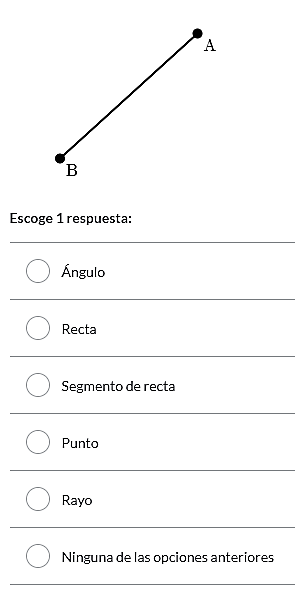 A
B
Escoge 1 respuesta:
Ángulo
Recta
Segmento de recta
Punto
Rayo
Ninguna de las opciones anteriores